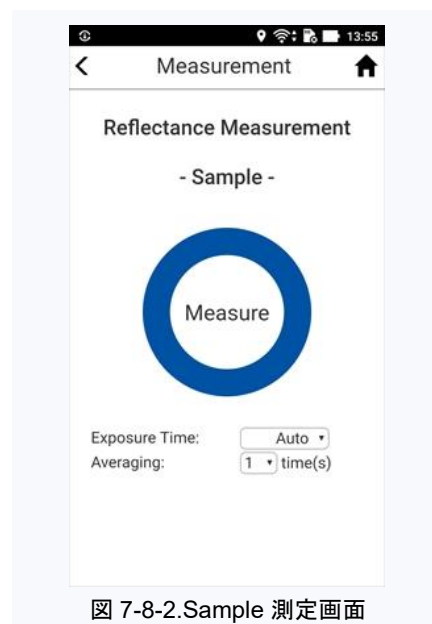 13:55
Measurement
Reflectance Measurement
- Sample -
Measure
Exposure Time: Auto
Averaging: 1 time(s)
図 7-8-2.Sample 測定画面